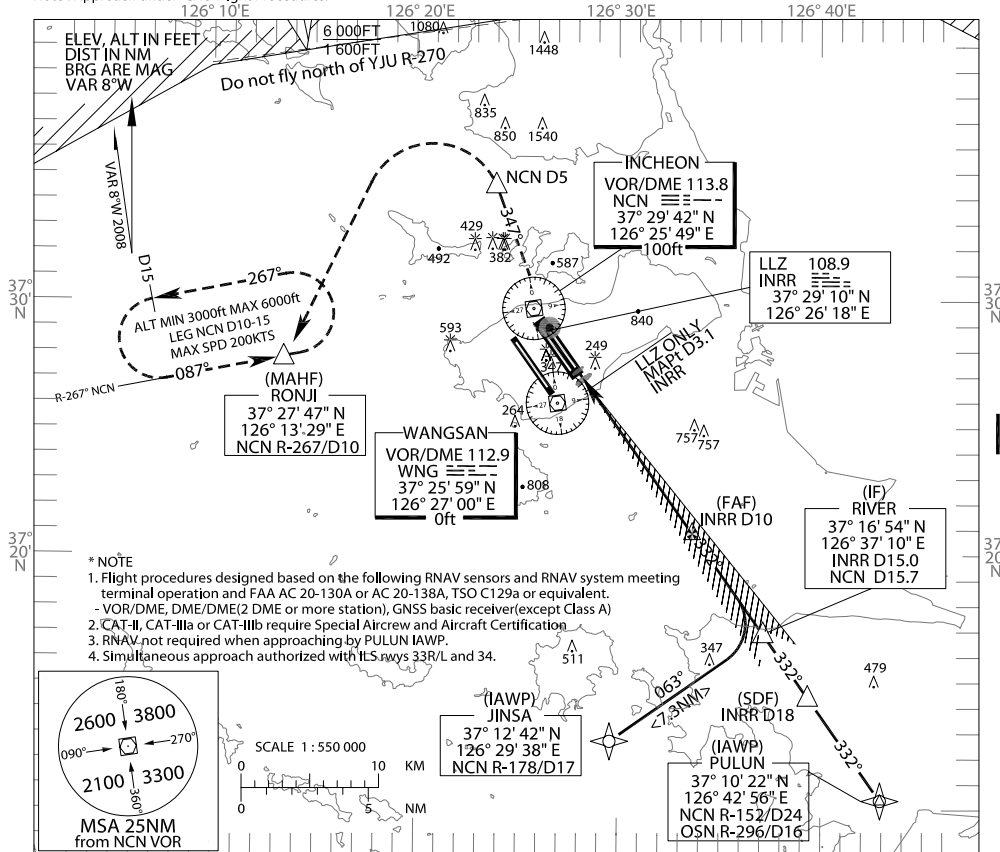 126°10'E
126°20'E
126°30'E
126°40'E
ELEV, ALT IN FEET
DIST IN NM
BRG ARE MAG
VAR 8°W
6 000FT
1 600FT
Do not fly north of YJU R-270
1080
1448
835
850
1540
VAR 8°W 2008
D15
NCN D5
347°
INCHEON
VOR/DME 113.8
NCN
37° 29' 42" N
126° 25' 49" E
100ft
429
492
382
587
LLZ 108.9
INRR
37° 29' 10" N
126° 26' 18" E
37°
30'
N
37°
30'
N
267°
ALT MIN 3000ft MAX 6000ft
LEG NCN D10-15
MAX SPD 200KTS
087°
R-267° NCN
(MAHF)
RONJI
37° 27' 47" N
126° 13' 29" E
NCN R-267/D10
593
840
249
347
264
LLZ ONLY
MAPt D3.1
INRR
WANGSAN
VOR/DME 112.9
WNG
37° 25' 59" N
126° 27' 00" E
0ft
757
757
808
(FAF)
INRR D10
(IF)
RIVER
37° 16' 54" N
126° 37' 10" E
INRR D15.0
NCN D15.7
37°
20'
N
* NOTE
1. Flight procedures designed based on the following RNAV sensors and RNAV system meeting
terminal operation and FAA AC 20-130A or AC 20-138A, TSO C129a or equivalent.
- VOR/DME, DME/DME(2 DME or more station), GNSS basic receiver(except Class A)
2. CAT-II, CAT-IIIa or CAT-IIIb require Special Aircrew and Aircraft Certification
3. RNAV not required when approaching by PULUN IAWP.
4. Simultaneous approach authorized with ILS rwys 33R/L and 34.
511
347
479
063°
<7.3NM>
332°
332°
(SDF)
INRR D18
(IAWP)
JINSA
37° 12' 42" N
126° 29' 38" E
NCN R-178/D17
(IAWP)
PULUN
37° 10' 22" N
126° 42' 56" E
NCN R-152/D24
OSN R-296/D16
180°
2600
3800
090°
270°
2100
3300
360°
MSA 25NM
from NCN VOR
SCALE 1 : 550 000
0
10
KM
0
5
NM